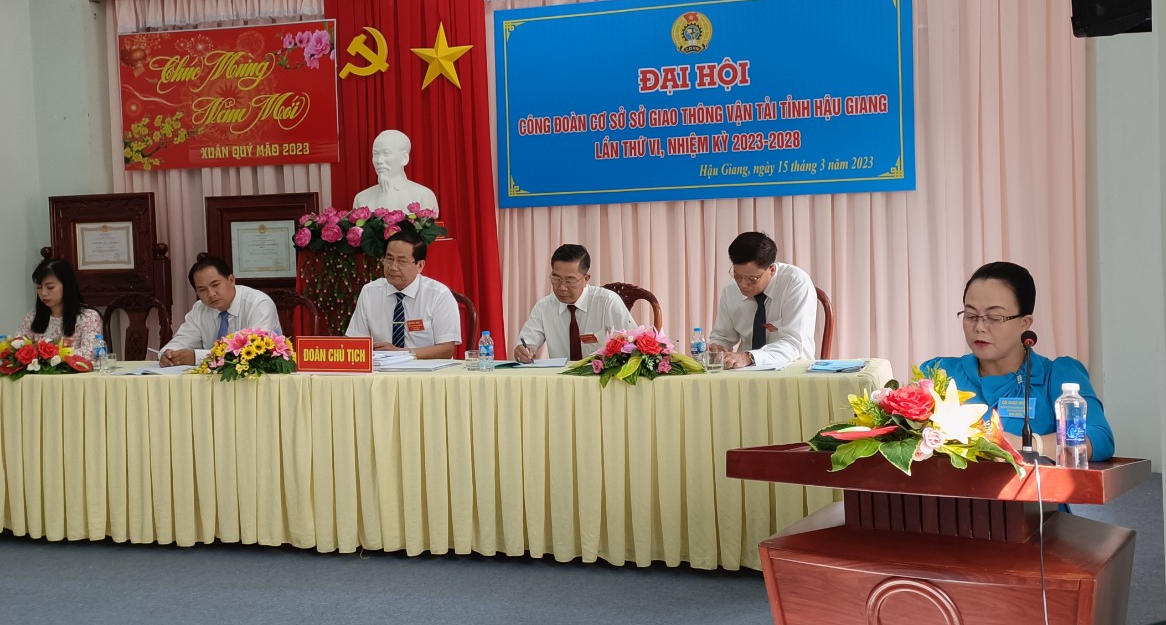 Chúc Mừng
Năm Mới
XUÂN QUÝ MÃO 2023
ĐẠI HỘI
CÔNG ĐOÀN CƠ SỞ SỞ GIAO THÔNG VẬN TẢI TỈNH HẬU GIANG
LẦN THỨ VI, NHIỆM KỲ 2023-2028
Hậu Giang, ngày 15 tháng 3 năm 2023
ĐOÀN CHỦ TỊCH